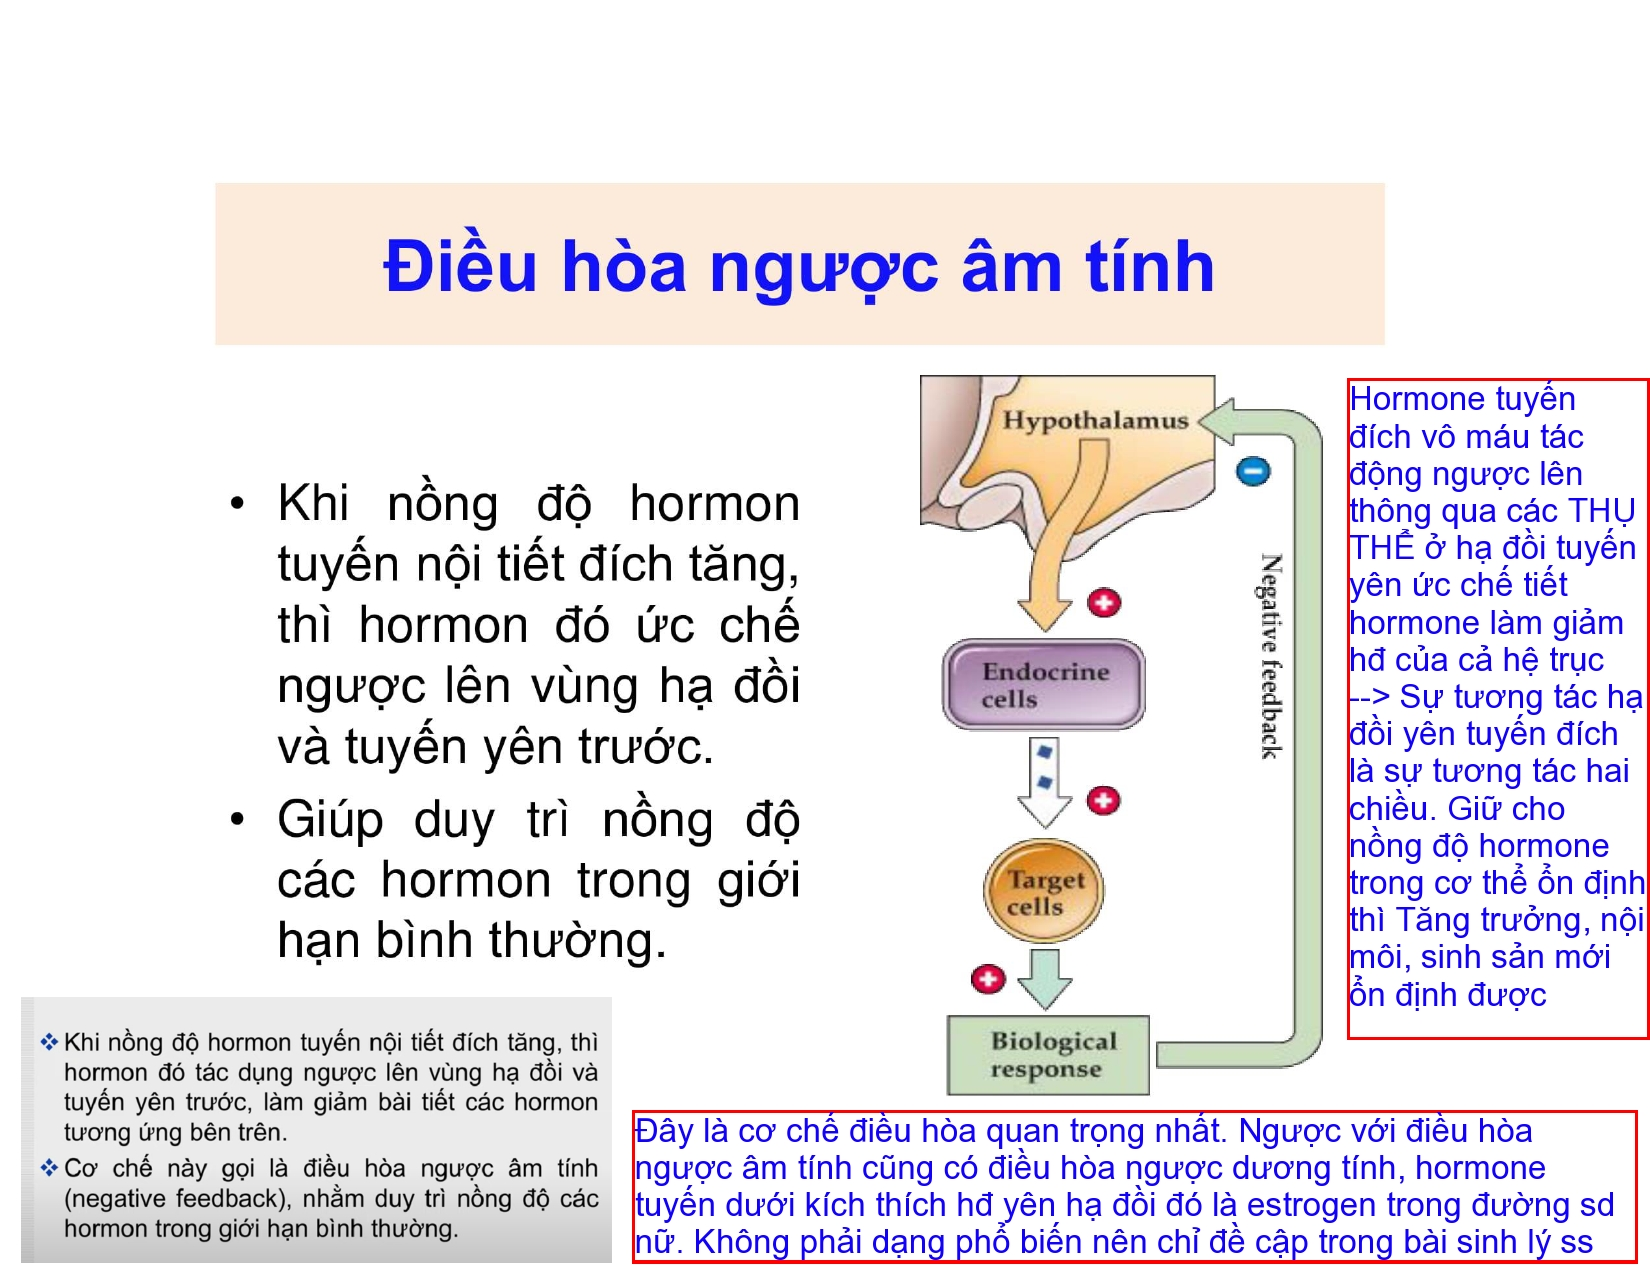 Điều hòa ngược âm tính
• Khi nồng độ hormon
tuyến nội tiết đích tăng,
thì hormon đó ức chế
ngược lên vùng hạ đồi
và tuyến yên trước.
• Giúp duy trì nồng độ
các hormon trong giới
hạn bình thường.
Hypothalamus
Endocrine
cells
Target
cells
Biological
response
Negative feedback
Hormone tuyến
đích vô máu tác
động ngược lên
thông qua các THỤ
THỂ ở hạ đồi tuyến
yên ức chế tiết
hormone làm giảm
hđ của cả hệ trục
--> Sự tương tác hạ
đồi yên tuyến đích
là sự tương tác hai
chiều. Giữ cho
nồng độ hormone
trong cơ thể ổn định
thì Tăng trưởng, nội
môi, sinh sản mới
ổn định được
❖ Khi nồng độ hormon tuyến nội tiết đích tăng, thì
hormon đó tác dụng ngược lên vùng hạ đồi và
tuyến yên trước, làm giảm bài tiết các hormon
tương ứng bên trên.
❖ Cơ chế này gọi là điều hòa ngược âm tính
(negative feedback), nhằm duy trì nồng độ các
hormon trong giới hạn bình thường.
Đây là cơ chế điều hòa quan trọng nhất. Ngược với điều hòa
ngược âm tính cũng có điều hòa ngược dương tính, hormone
tuyến dưới kích thích hđ yên hạ đồi đó là estrogen trong đường sd
nữ. Không phải dạng phổ biến nên chỉ đề cập trong bài sinh lý ss